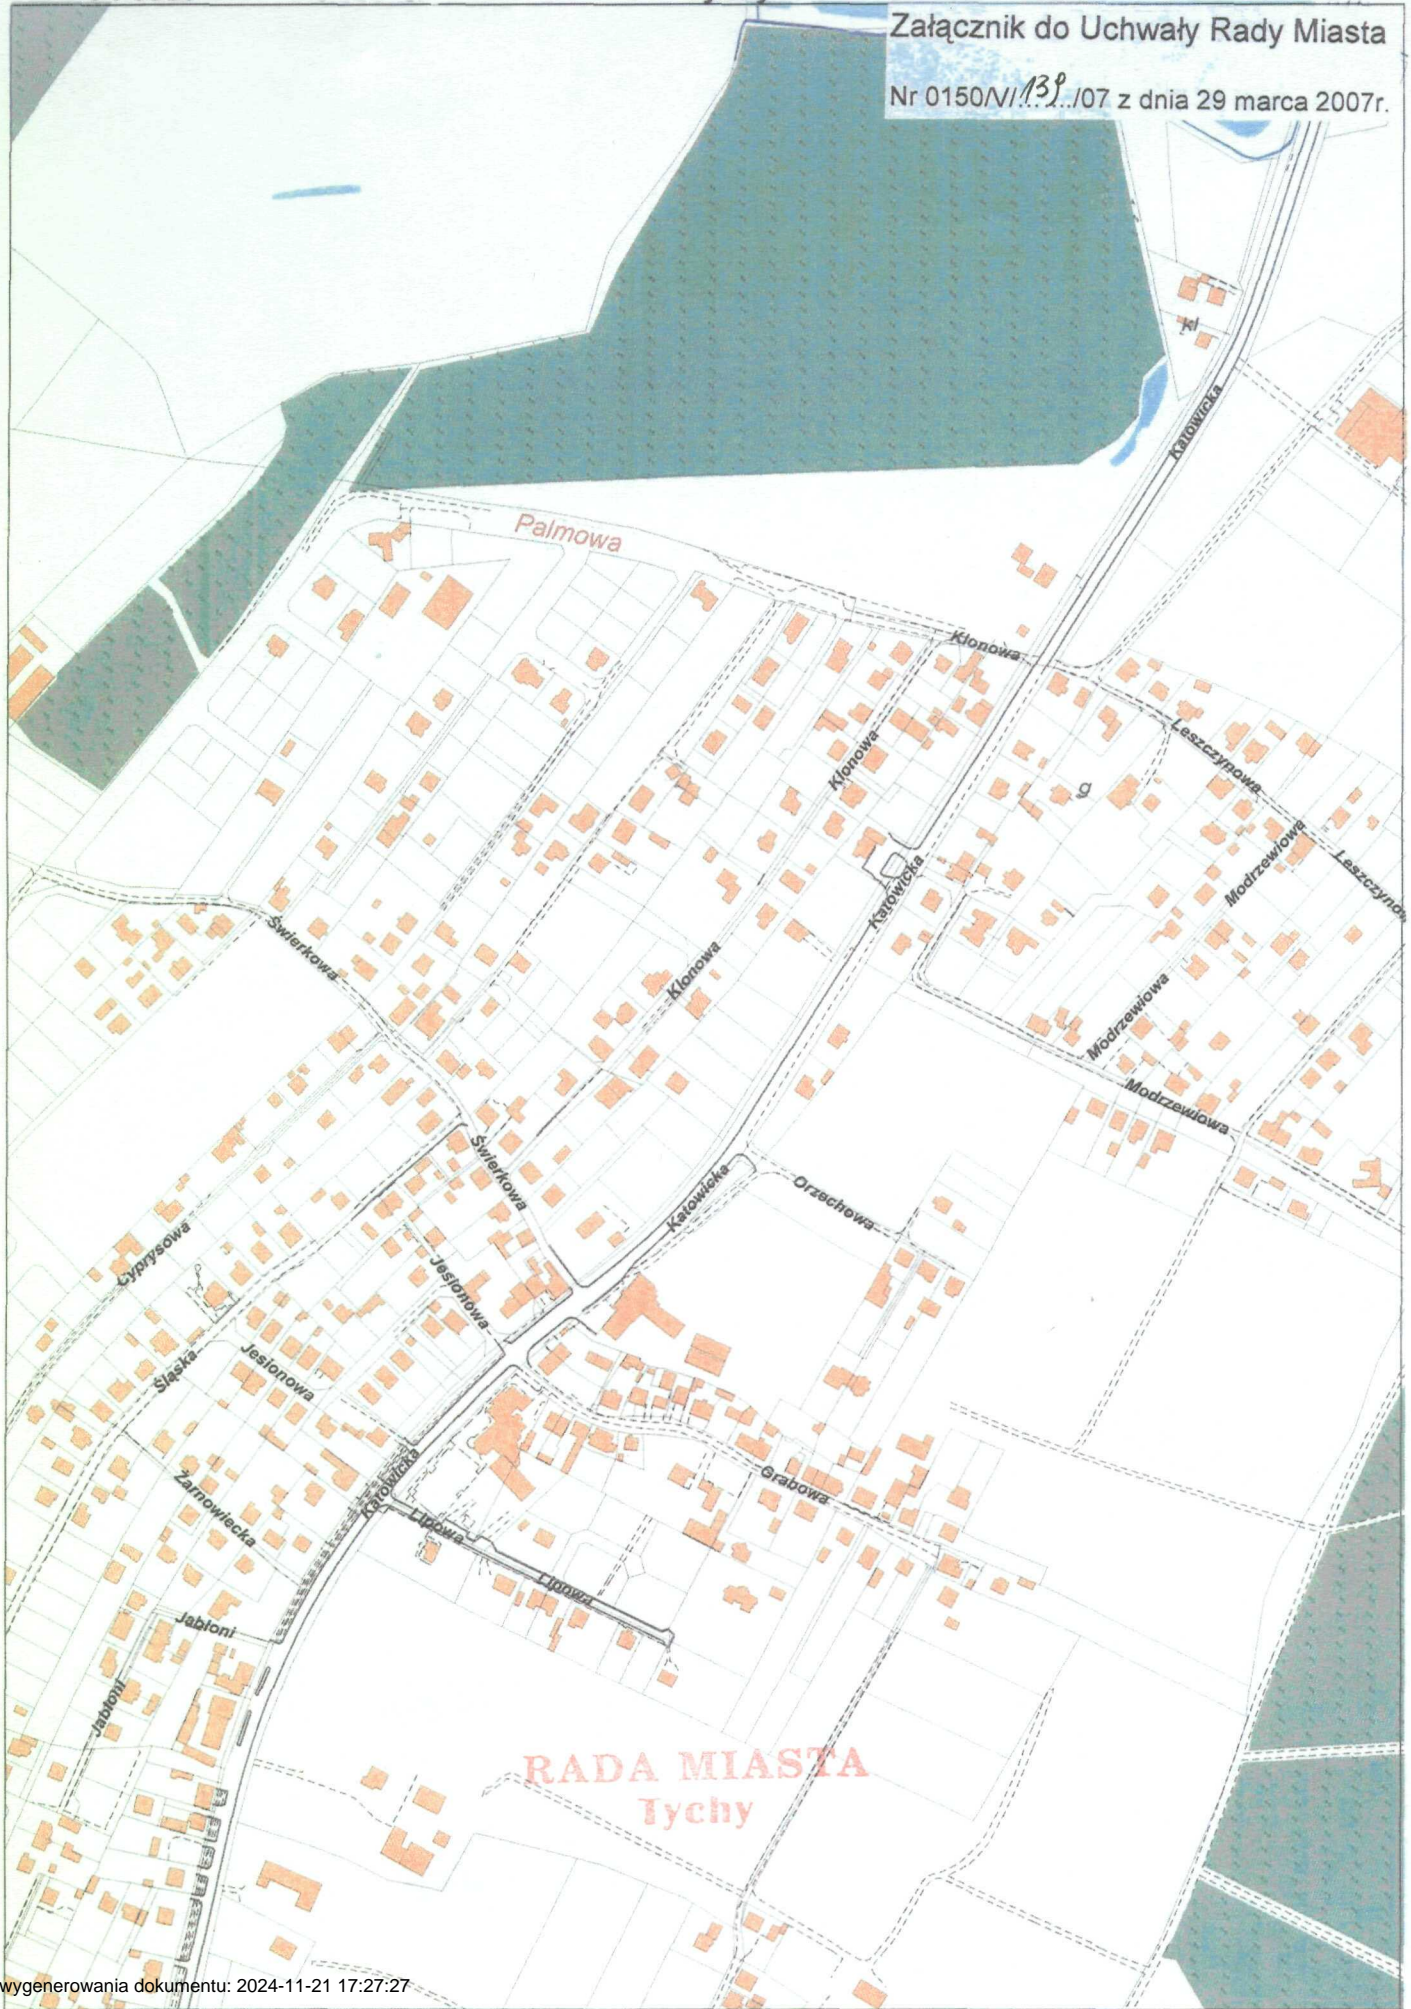 Załącznik do Uchwały Rady Miasta
Nr 0150/V/139/07 z dnia 29 marca 2007r.
kl
Katowicka
Palmowa
Klonowa
Leszczynowa
Klonowa
g
Modrzewiowa
Leszczynow
Katowicka
Świerkowa
Klonowa
Modrzewiowa
Modrzewiowa
Świerkowa
Katowicka
Orzechowa
Cyprysowa
Jesionowa
Śląska
Jesionowa
Katowicka
Grabowa
Żarnowiecka
Lipowa
Lipowa
Jabłoni
Jabłoni
RADA MIASTA
Tychy
wygenerowania dokumentu: 2024-11-21 17:27:27